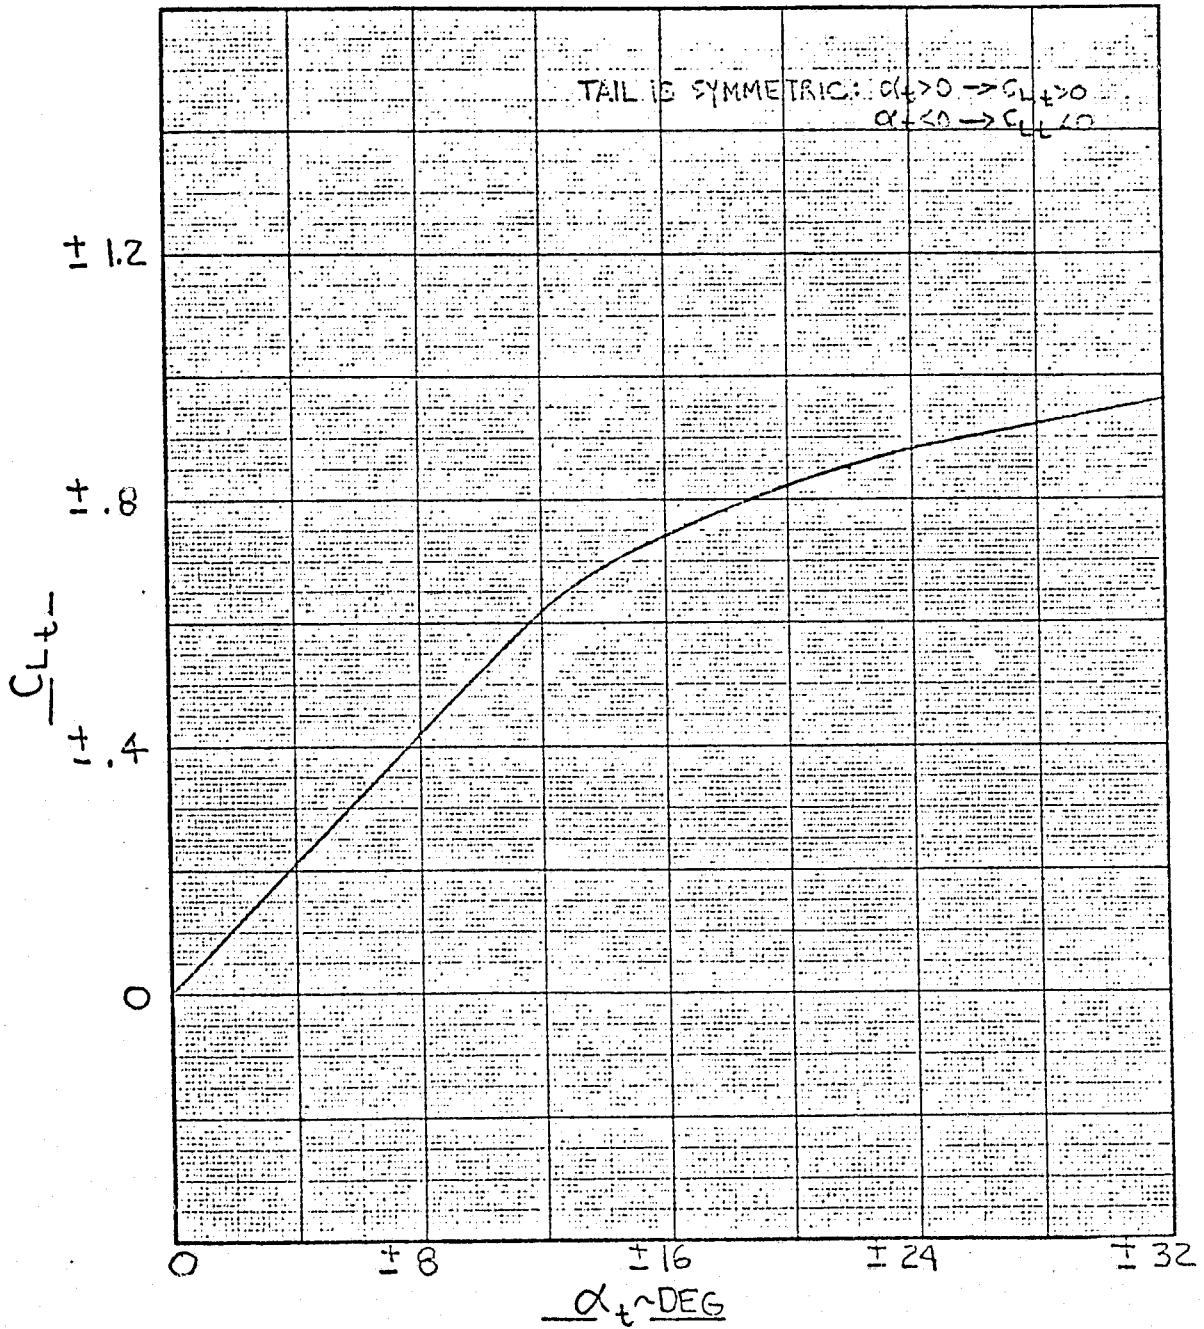 TAIL IS SYMMETRIC: αt>0 → CLt>0
αt<0 → CLt<0
± 1.2
± .8
CLt
± .4
0
0 ± 8 ± 16 ± 24 ± 32
αt ~ DEG